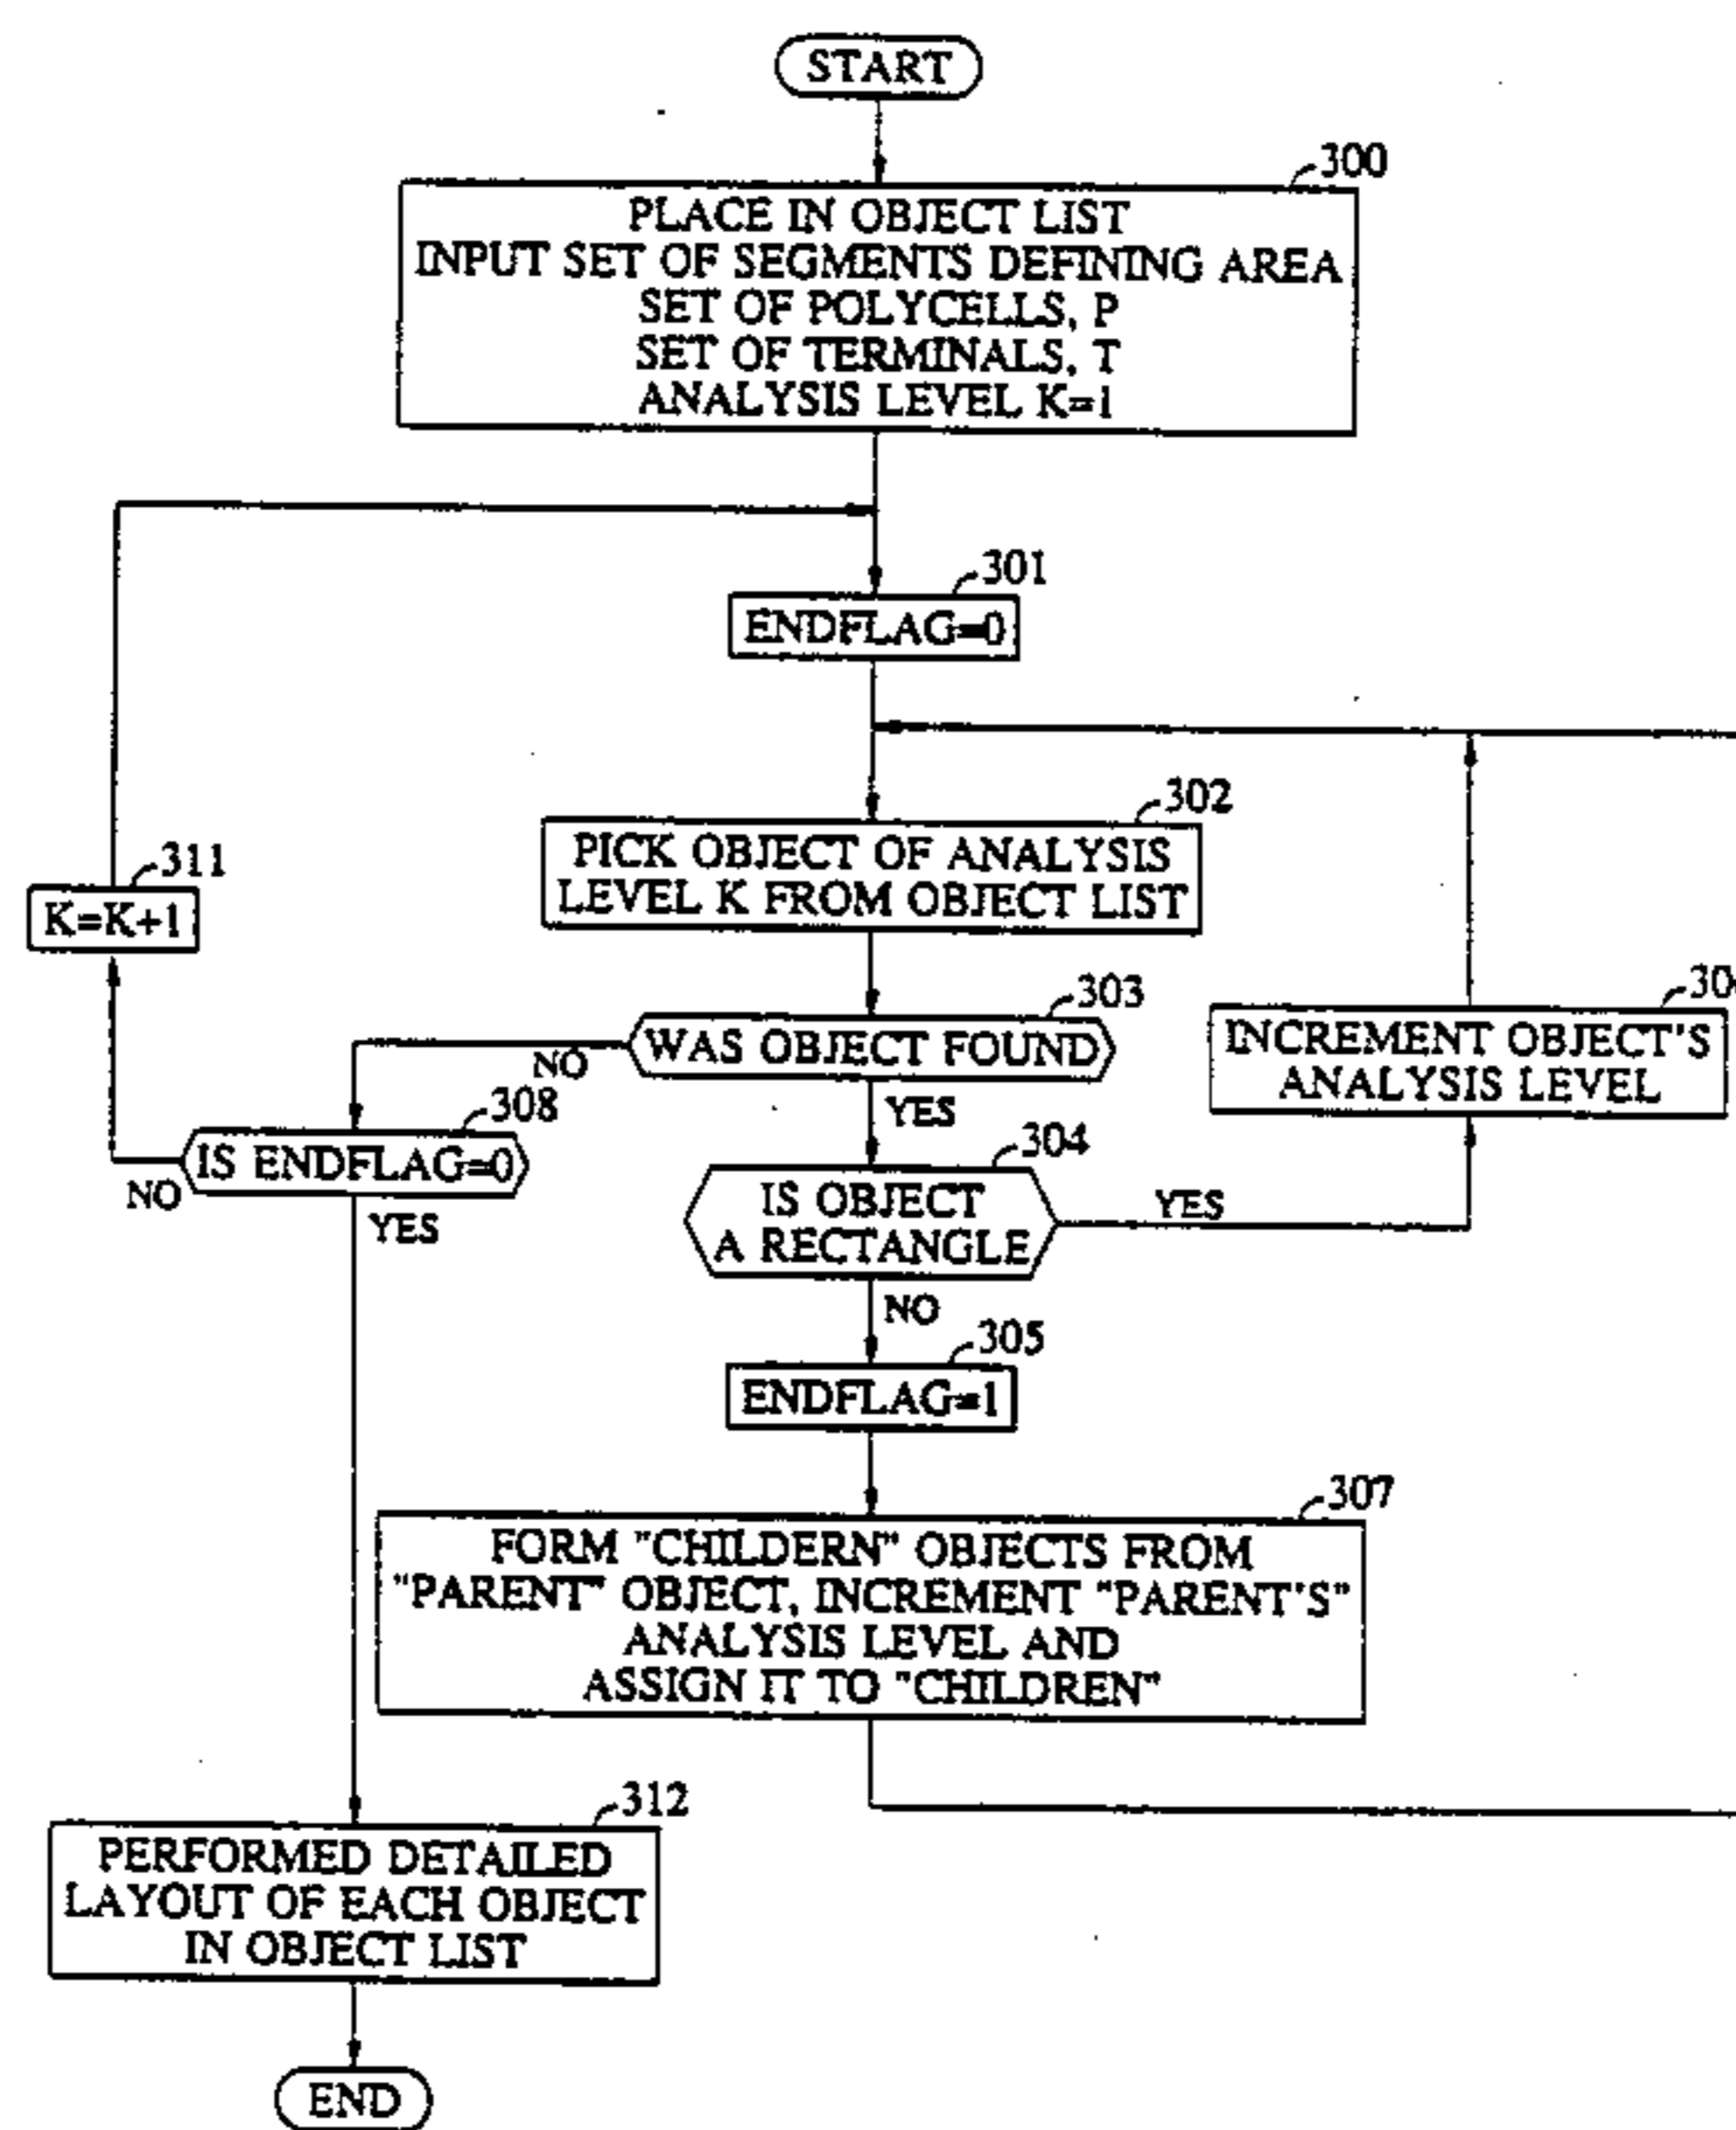 START
300
PLACE IN OBJECT LIST
INPUT SET OF SEGMENTS DEFINING AREA
SET OF POLYCELLS, P
SET OF TERMINALS, T
ANALYSIS LEVEL K=1
301
ENDFLAG=0
302
PICK OBJECT OF ANALYSIS
LEVEL K FROM OBJECT LIST
311
K=K+1
303
WAS OBJECT FOUND
NO
YES
INCREMENT OBJECT'S
ANALYSIS LEVEL
308
IS ENDFLAG=0
NO
YES
304
IS OBJECT
A RECTANGLE
YES
NO
305
ENDFLAG=1
307
FORM "CHILDERN" OBJECTS FROM
"PARENT" OBJECT, INCREMENT "PARENT'S"
ANALYSIS LEVEL AND
ASSIGN IT TO "CHILDREN"
312
PERFORMED DETAILED
LAYOUT OF EACH OBJECT
IN OBJECT LIST
END